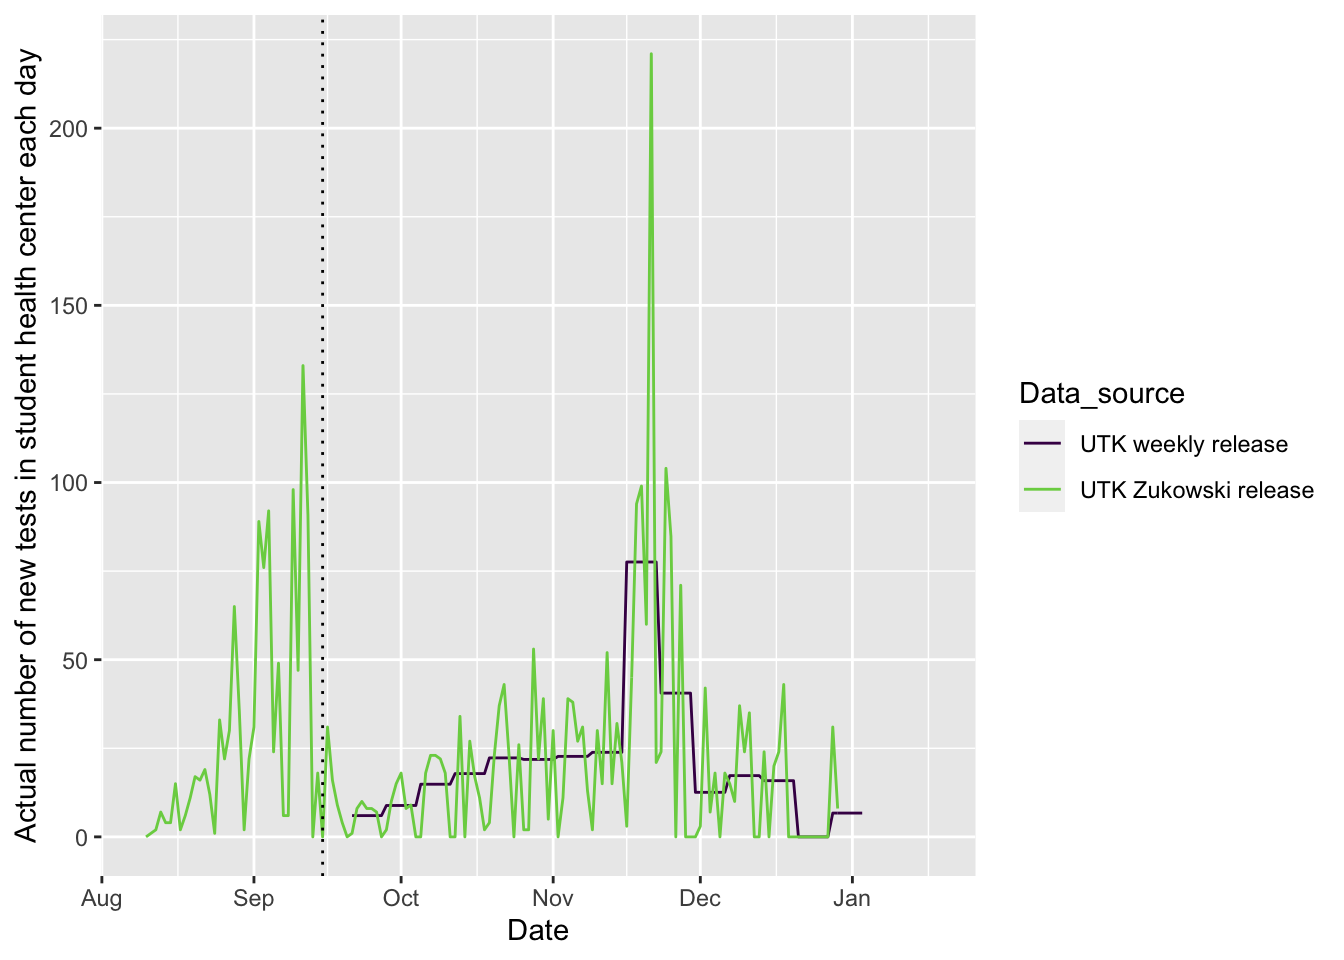 Actual number of new tests in student health center each day
200
150
100
50
0
Aug Sep Oct Nov Dec Jan
Date
Data_source
UTK weekly release
UTK Zukowski release